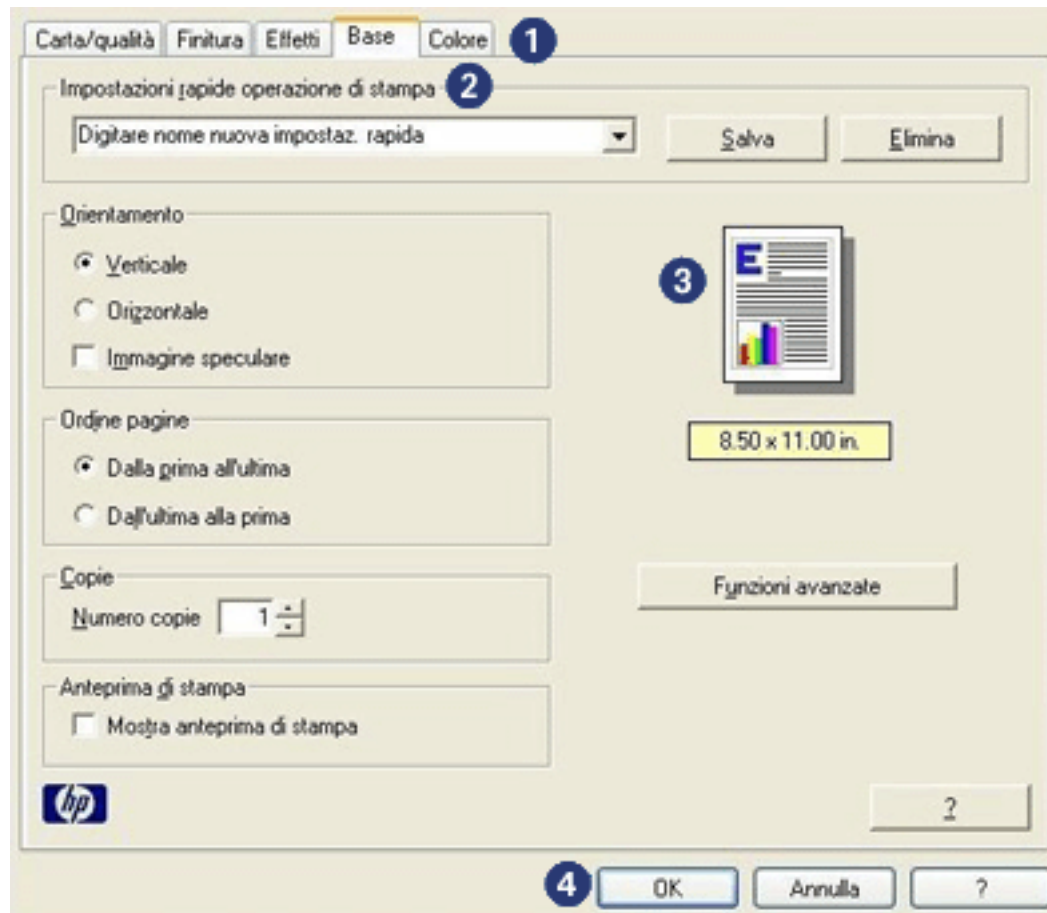 Carta/qualità Finitura Effetti Base Colore 1
Impostazioni rapide operazione di stampa 2
Digitare nome nuova impostaz. rapida Salva Elimina
Orientamento
Verticale
Orizzontale
Immagine speculare
3
E
8.50 x 11.00 in.
Ordine pagine
Dalla prima all'ultima
Dall'ultima alla prima
Copie
Numero copie 1
Funzioni avanzate
Anteprima di stampa
Mostra anteprima di stampa
hp
?
4 OK Annulla ?